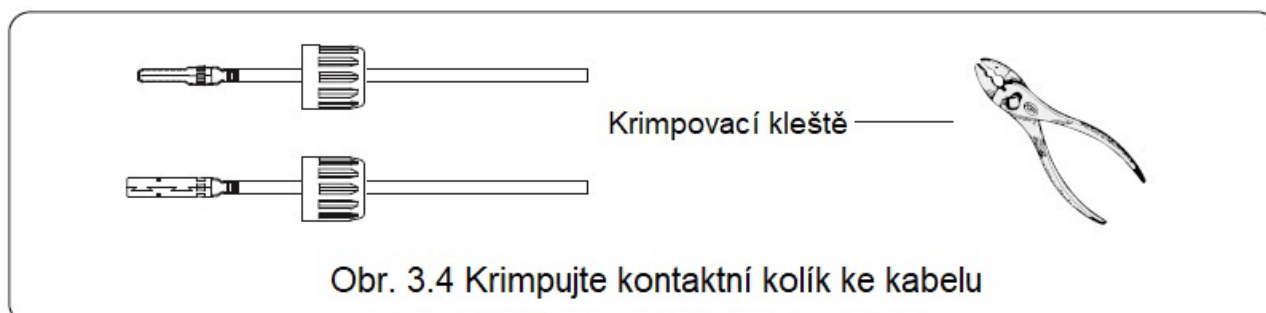 Krimpovací kleště
Obr. 3.4 Krimpujte kontaktní kolík ke kabelu